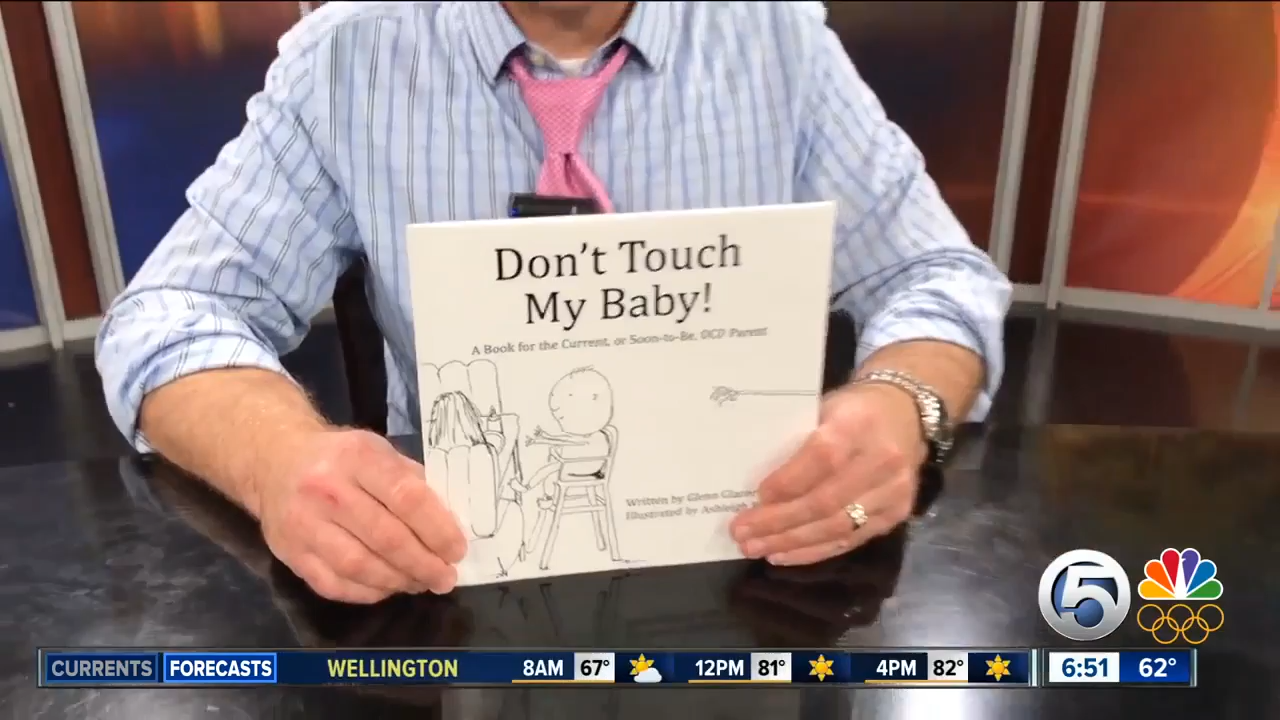 Don't Touch
My Baby!
A Book for the Current, or Soon-to-Be, OCD Parent
Written by Glenn
Illustrated by Ashleigh
5
CURRENTS FORECASTS WELLINGTON 8AM 67° 12PM 81° 4PM 82° 6:51 62°